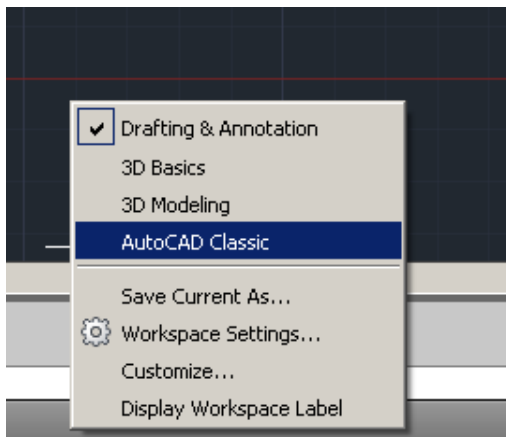 Drafting & Annotation
3D Basics
3D Modeling
AutoCAD Classic
Save Current As...
Workspace Settings...
Customize...
Display Workspace Label